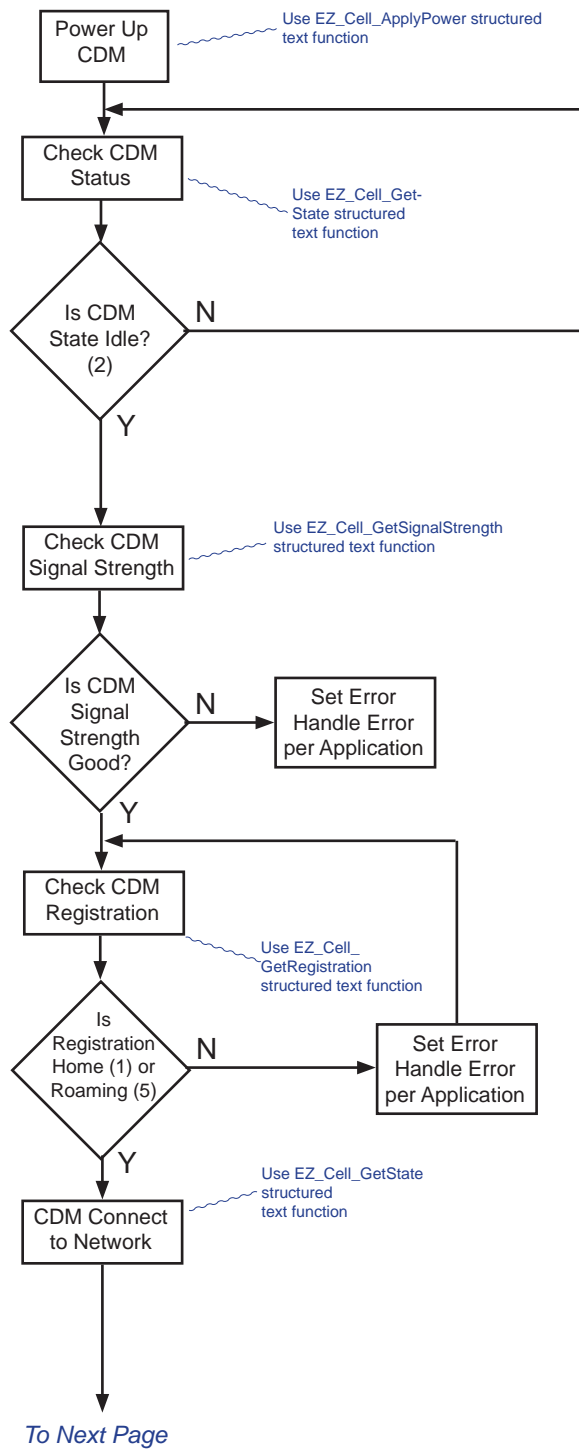 Power Up
CDM
Use EZ_Cell_ApplyPower structured
text function
Check CDM
Status
Use EZ_Cell_Get-
State structured
text function
Is CDM
State Idle?
(2)
N
Y
Check CDM
Signal Strength
Use EZ_Cell_GetSignalStrength
structured text function
Is CDM
Signal
Strength
Good?
N
Set Error
Handle Error
per Application
Y
Check CDM
Registration
Use EZ_Cell_
GetRegistration
structured text function
Is
Registration
Home (1) or
Roaming (5)
N
Set Error
Handle Error
per Application
Y
CDM Connect
to Network
Use EZ_Cell_GetState
structured
text function
To Next Page